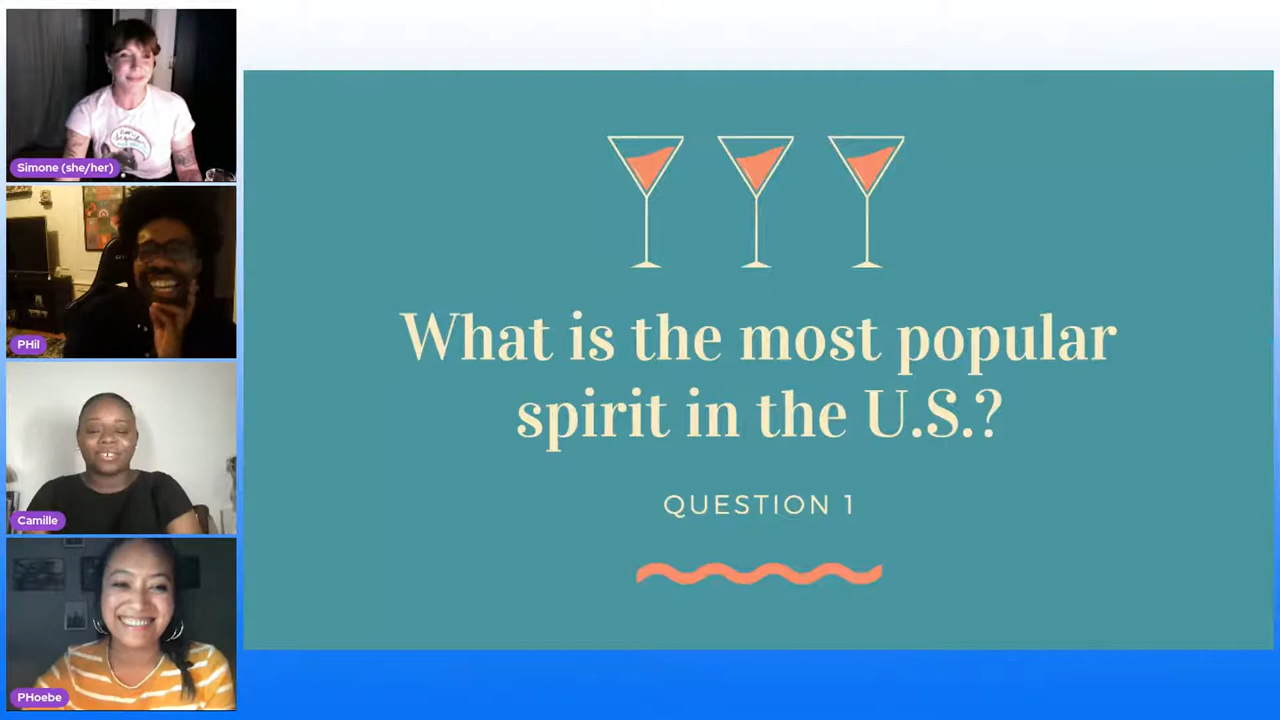 Simone (she/her)
PHil
Camille
PHoebe
What is the most popular
spirit in the U.S.?
QUESTION 1